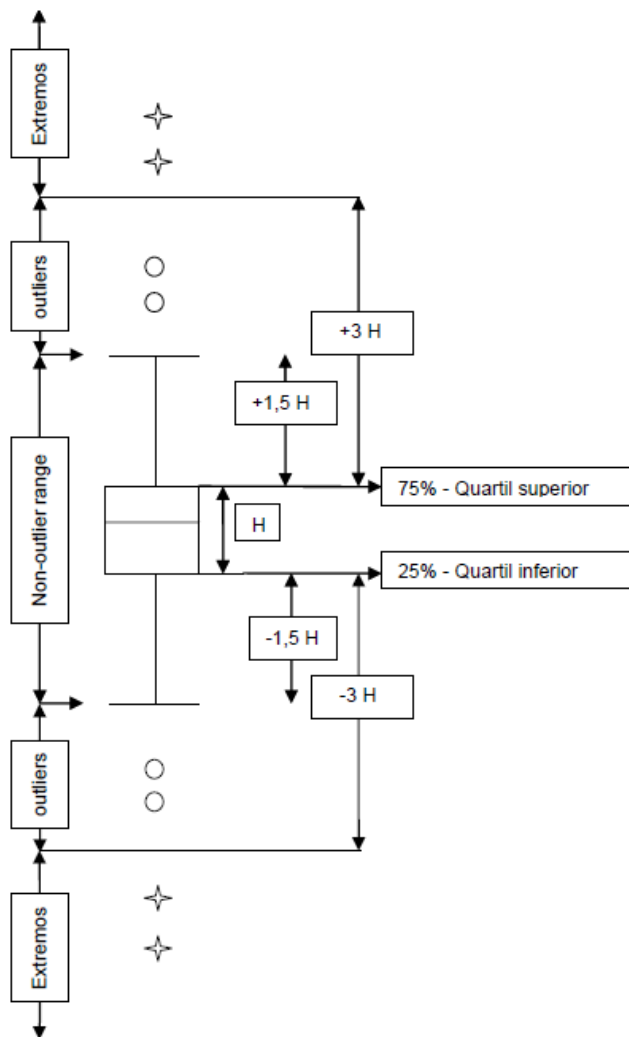 Extremos
outliers
+3 H
+1,5 H
Non-outlier range
75% - Quartil superior
H
25% - Quartil inferior
-1,5 H
-3 H
outliers
Extremos